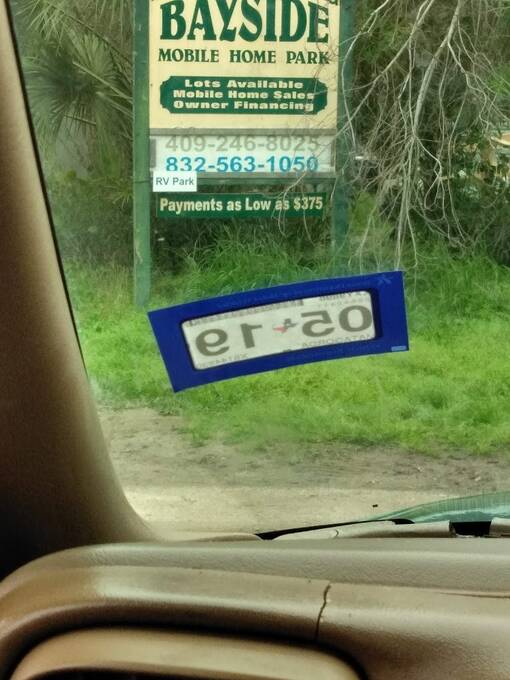 BAYSIDE
MOBILE HOME PARK
Lots Available
Mobile Home Sales
Owner Financing
409-246-8025
832-563-1050
RV Park
Payments as Low as $375
05 19